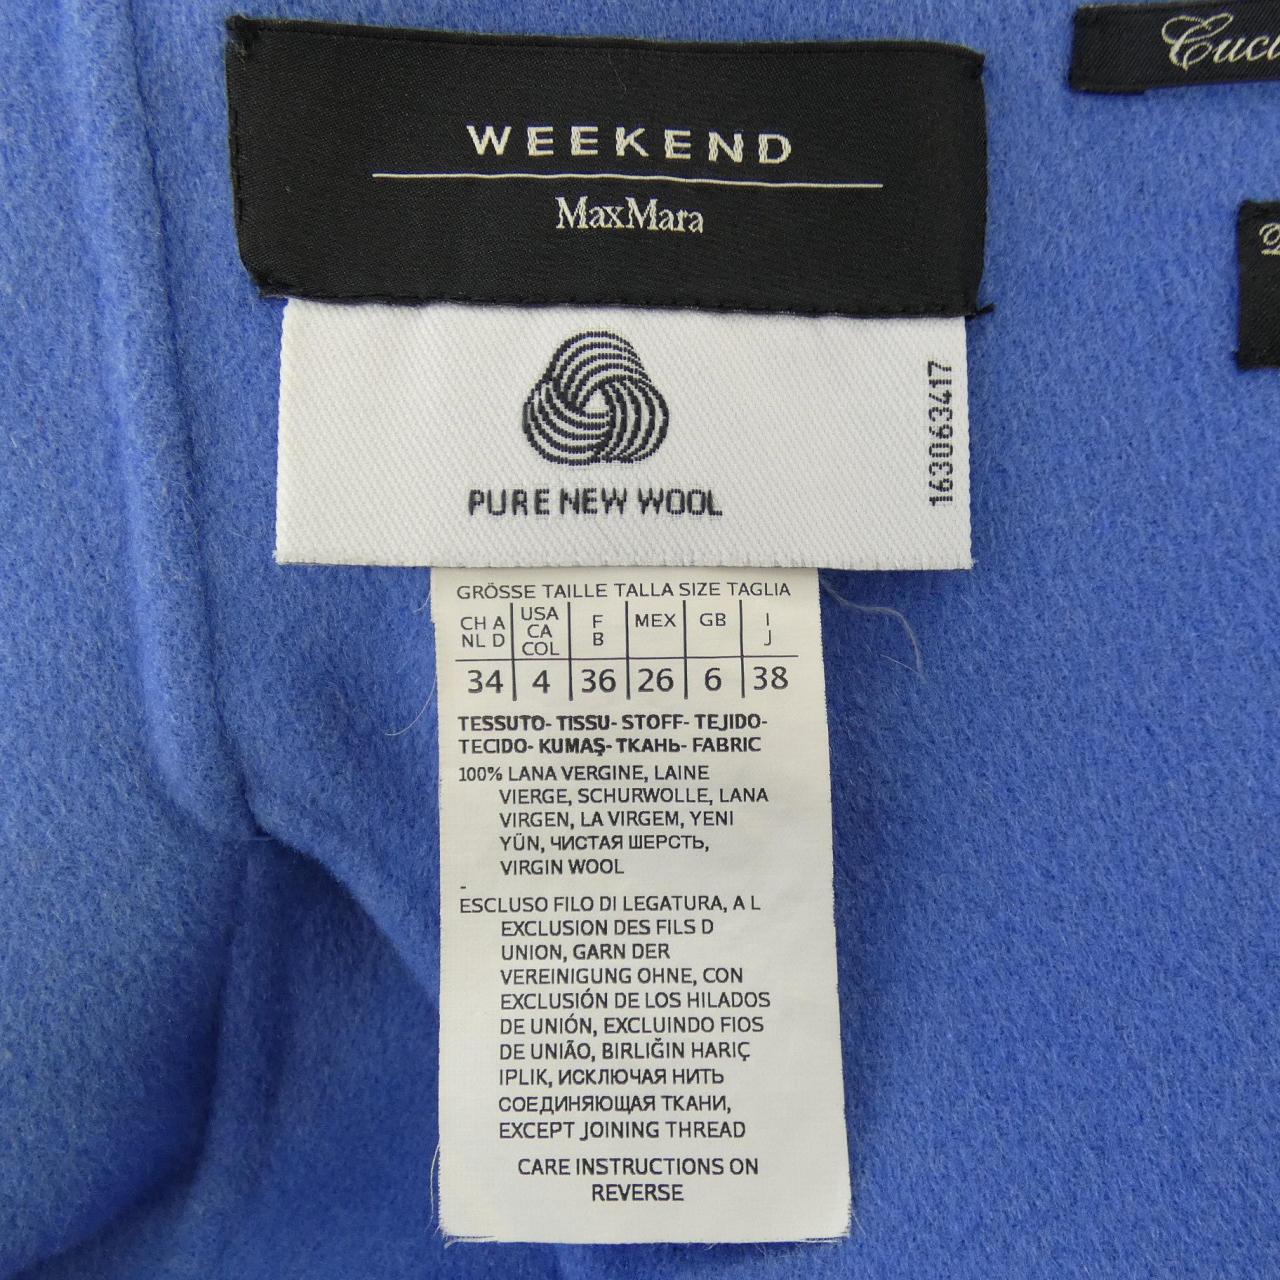 WEEKEND
MaxMara
PURE NEW WOOL
163063417
GRÖSSE TAILLE TALLA SIZE TAGLIA
CH A NL D
USA CA COL
F B
MEX
GB
I J
34 4 36 26 6 38
TESSUTO- TISSU- STOFF- TEJIDO-
TECIDO- KUMAŞ- ТКАНЬ- FABRIC
100% LANA VERGINE, LAINE
VIERGE, SCHURWOLLE, LANA
VIRGEN, LA VIRGEM, YENI
YÜN, ЧИСТАЯ ШЕРСТЬ,
VIRGIN WOOL
-
ESCLUSO FILO DI LEGATURA, A L
EXCLUSION DES FILS D
UNION, GARN DER
VEREINIGUNG OHNE, CON
EXCLUSIÓN DE LOS HILADOS
DE UNIÓN, EXCLUINDO FIOS
DE UNIÃO, BIRLIĞIN HARIÇ
IPLIK, ИСКЛЮЧАЯ НИТЬ
СОЕДИНЯЮЩАЯ ТКАНИ,
EXCEPT JOINING THREAD
CARE INSTRUCTIONS ON
REVERSE